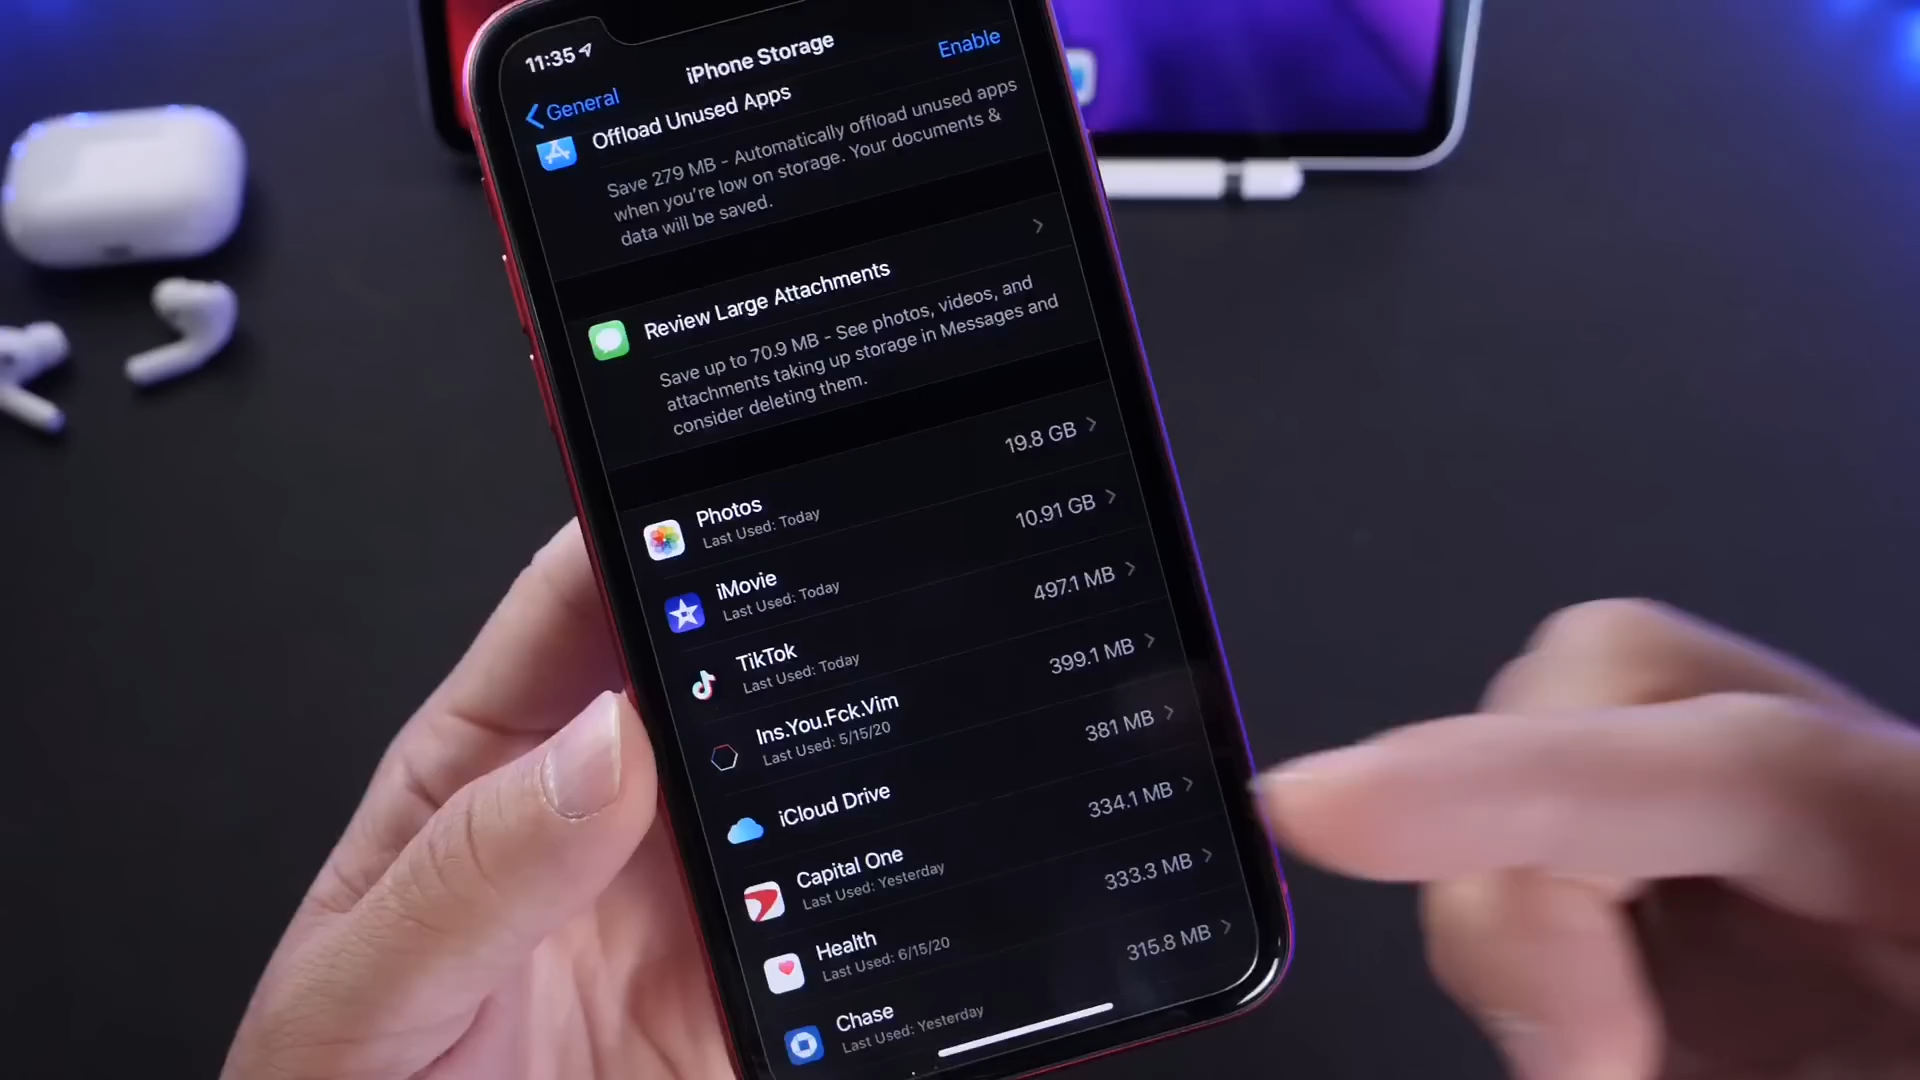 11:35
iPhone Storage
General
Enable
Offload Unused Apps
Save 279 MB - Automatically offload unused apps
when you're low on storage. Your documents &
data will be saved.
Review Large Attachments
Save up to 70.9 MB - See photos, videos, and
attachments taking up storage in Messages and
consider deleting them.
Photos
19.8 GB
Last Used: Today
iMovie
10.91 GB
Last Used: Today
TikTok
497.1 MB
Last Used: Today
Ins.You.Fck.Vim
399.1 MB
Last Used: 5/15/20
iCloud Drive
381 MB
Capital One
334.1 MB
Last Used: Yesterday
Health
333.3 MB
Last Used: 6/15/20
Chase
315.8 MB
Last Used: Yesterday